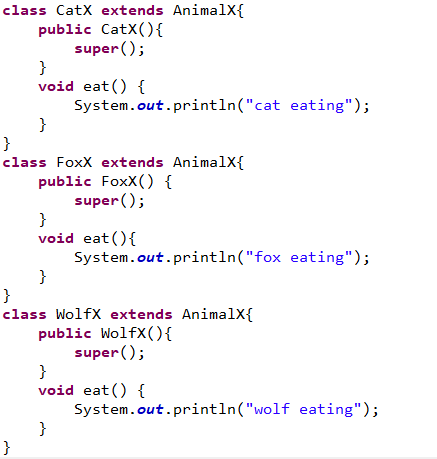 class CatX extends AnimalX{
    public CatX(){
        super();
    }
    void eat() {
        System.out.println("cat eating");
    }
}
class FoxX extends AnimalX{
    public FoxX() {
        super();
    }
    void eat(){
        System.out.println("fox eating");
    }
}
class WolfX extends AnimalX{
    public WolfX(){
        super();
    }
    void eat() {
        System.out.println("wolf eating");
    }
}